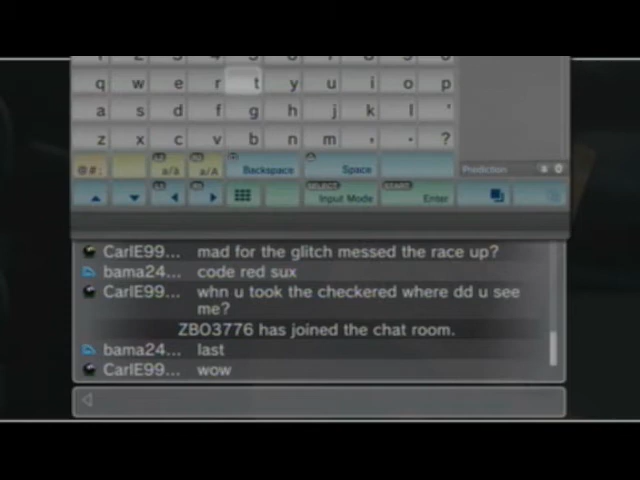 q w e r t y u i o p
a s d f g h j k l '
z x c v b n m , . ?
@#: a/à a/A Backspace Space Prediction
SELECT START
Input Mode Enter
CarlE99... mad for the glitch messed the race up?
bama24... code red sux
CarlE99... whn u took the checkered where dd u see
me?
ZBO3776 has joined the chat room.
bama24... last
CarlE99... wow